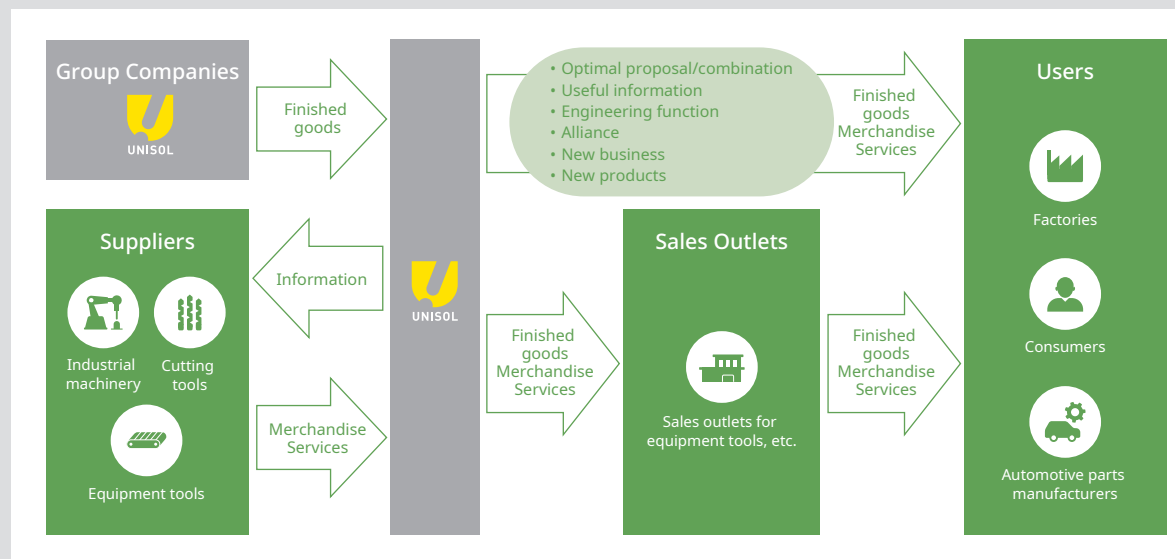 Group Companies
UNISOL
Finished
goods
• Optimal proposal/combination
• Useful information
• Engineering function
• Alliance
• New business
• New products
Finished
goods
Merchandise
Services
Users
Factories
Consumers
Automotive parts
manufacturers
Suppliers
Industrial
machinery
Cutting
tools
Equipment tools
Information
Merchandise
Services
UNISOL
Finished
goods
Merchandise
Services
Sales Outlets
Sales outlets for
equipment tools, etc.
Finished
goods
Merchandise
Services